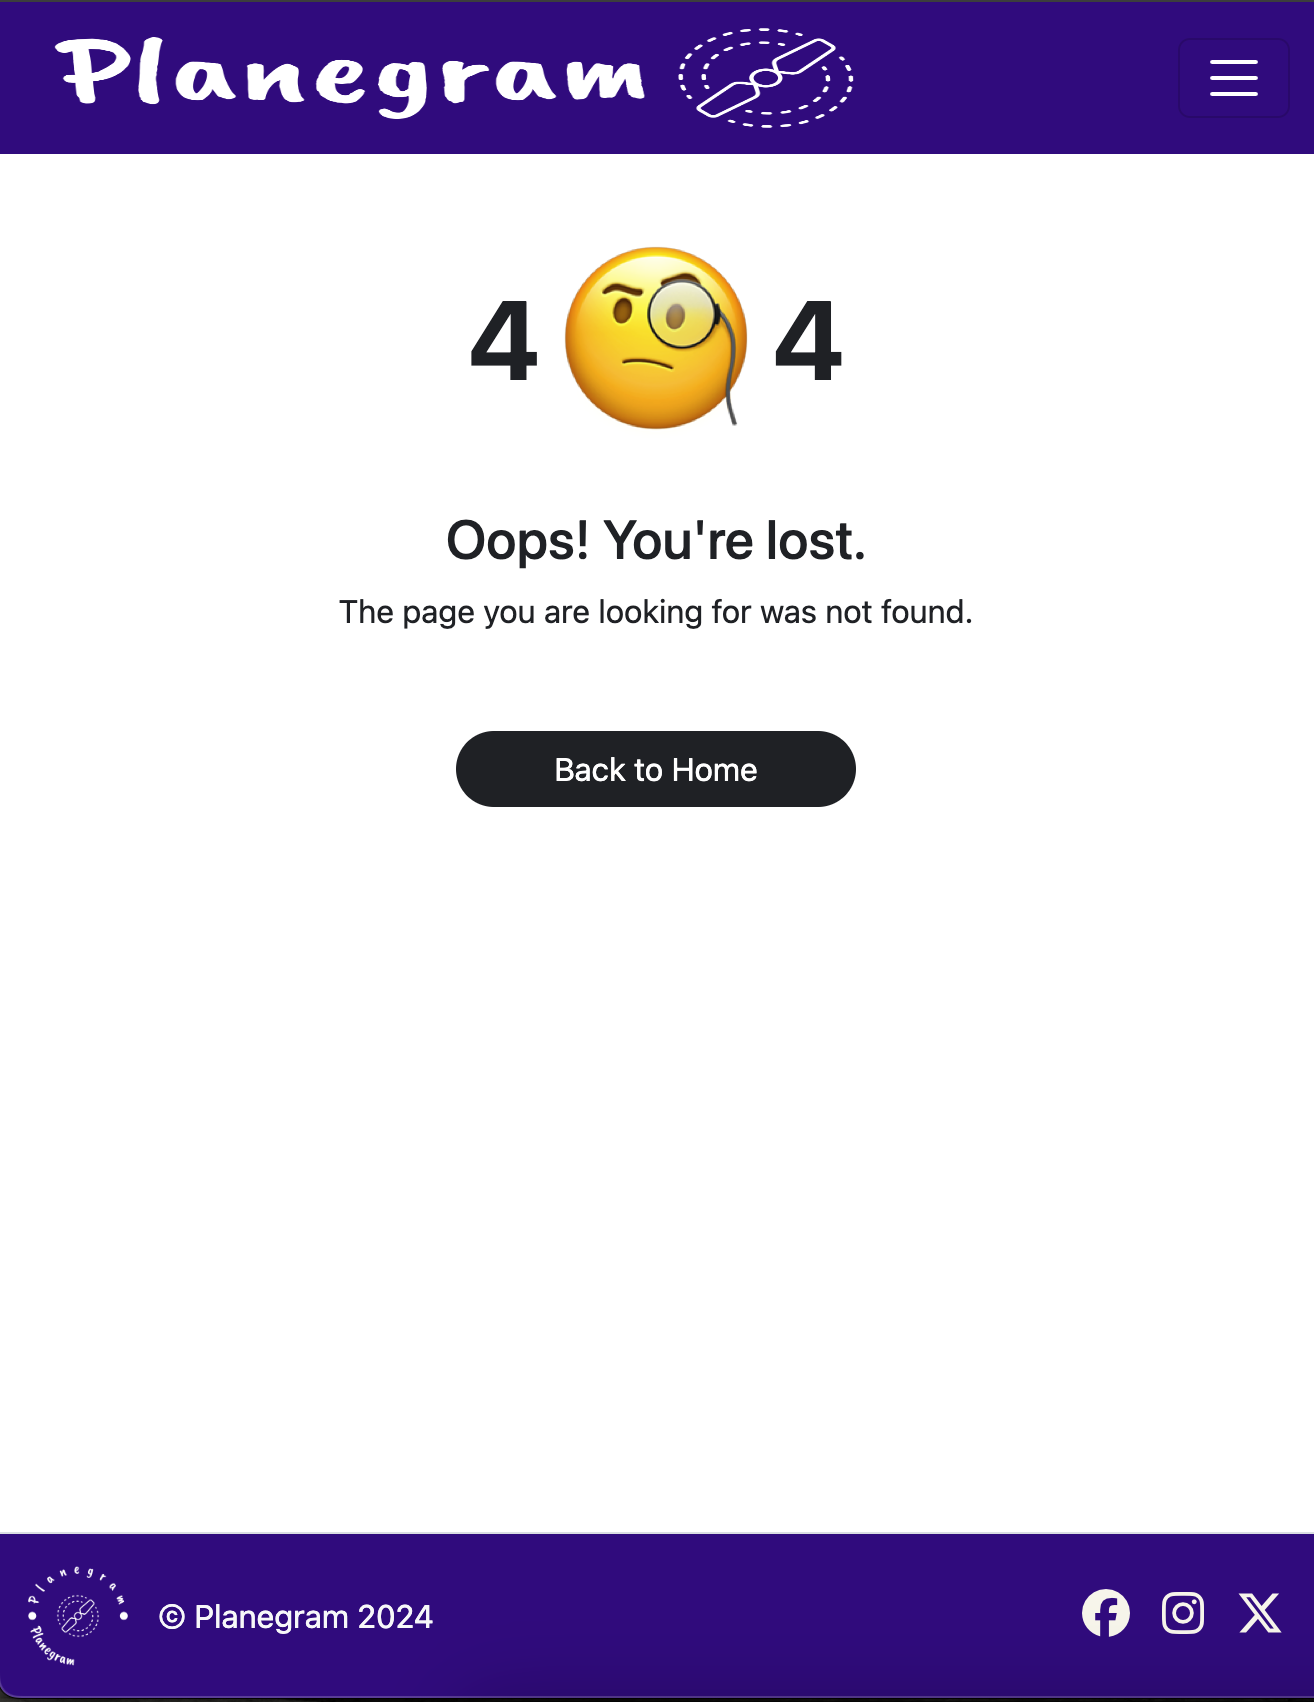 Planegram
4 4
Oops! You're lost.
The page you are looking for was not found.
Back to Home
Planegram
Planegram
© Planegram 2024